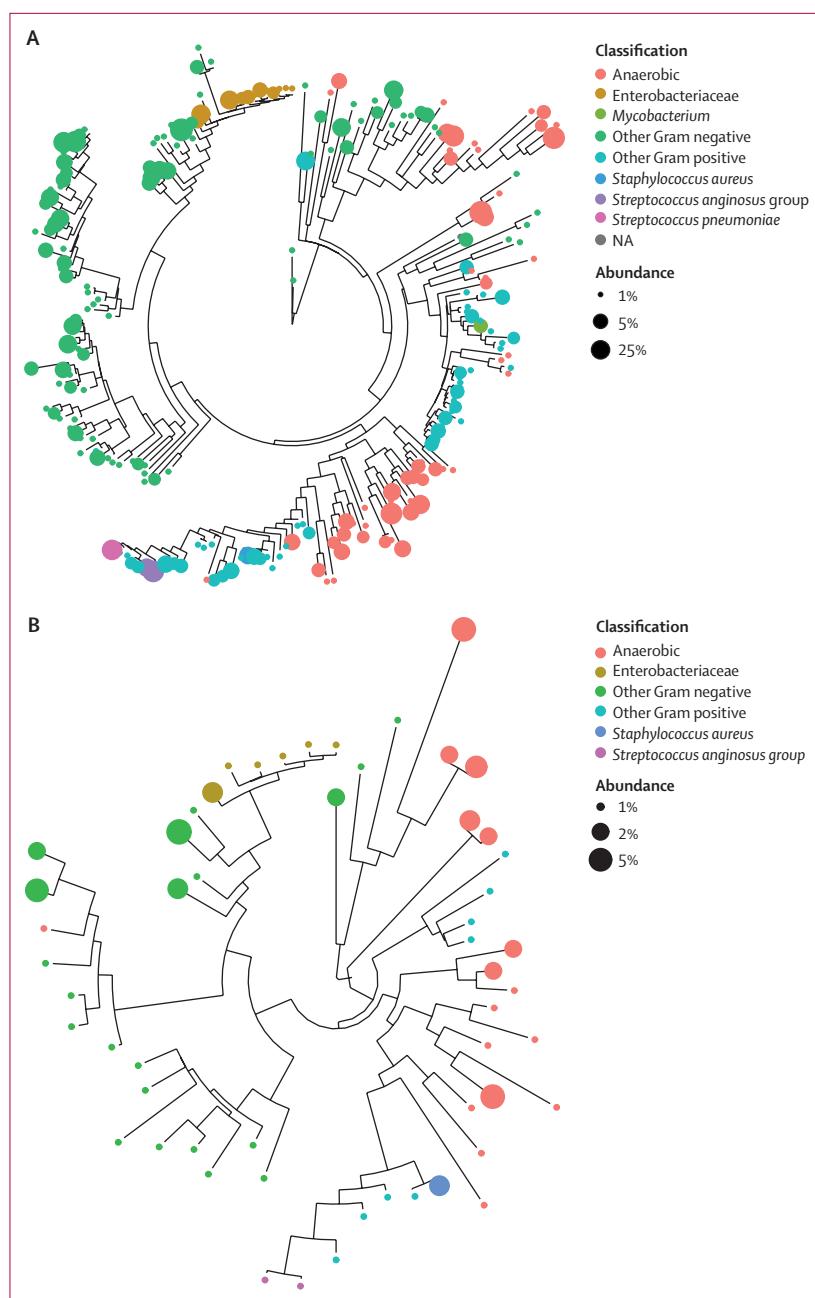 A
Classification
Anaerobic
Enterobacteriaceae
Mycobacterium
Other Gram negative
Other Gram positive
Staphylococcus aureus
Streptococcus anginosus group
Streptococcus pneumoniae
NA
Abundance
1%
5%
25%
B
Classification
Anaerobic
Enterobacteriaceae
Other Gram negative
Other Gram positive
Staphylococcus aureus
Streptococcus anginosus group
Abundance
1%
2%
5%